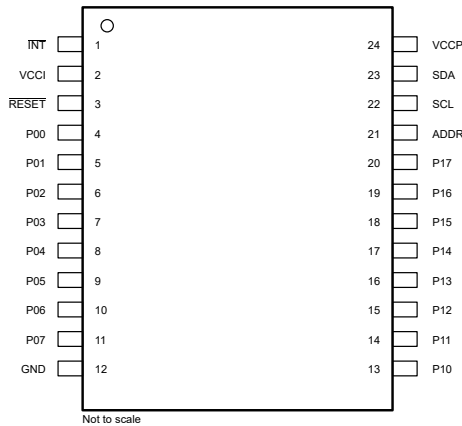 INT 1 24 VCCP
VCCI 2 23 SDA
RESET 3 22 SCL
P00 4 21 ADDR
P01 5 20 P17
P02 6 19 P16
P03 7 18 P15
P04 8 17 P14
P05 9 16 P13
P06 10 15 P12
P07 11 14 P11
GND 12 13 P10
Not to scale